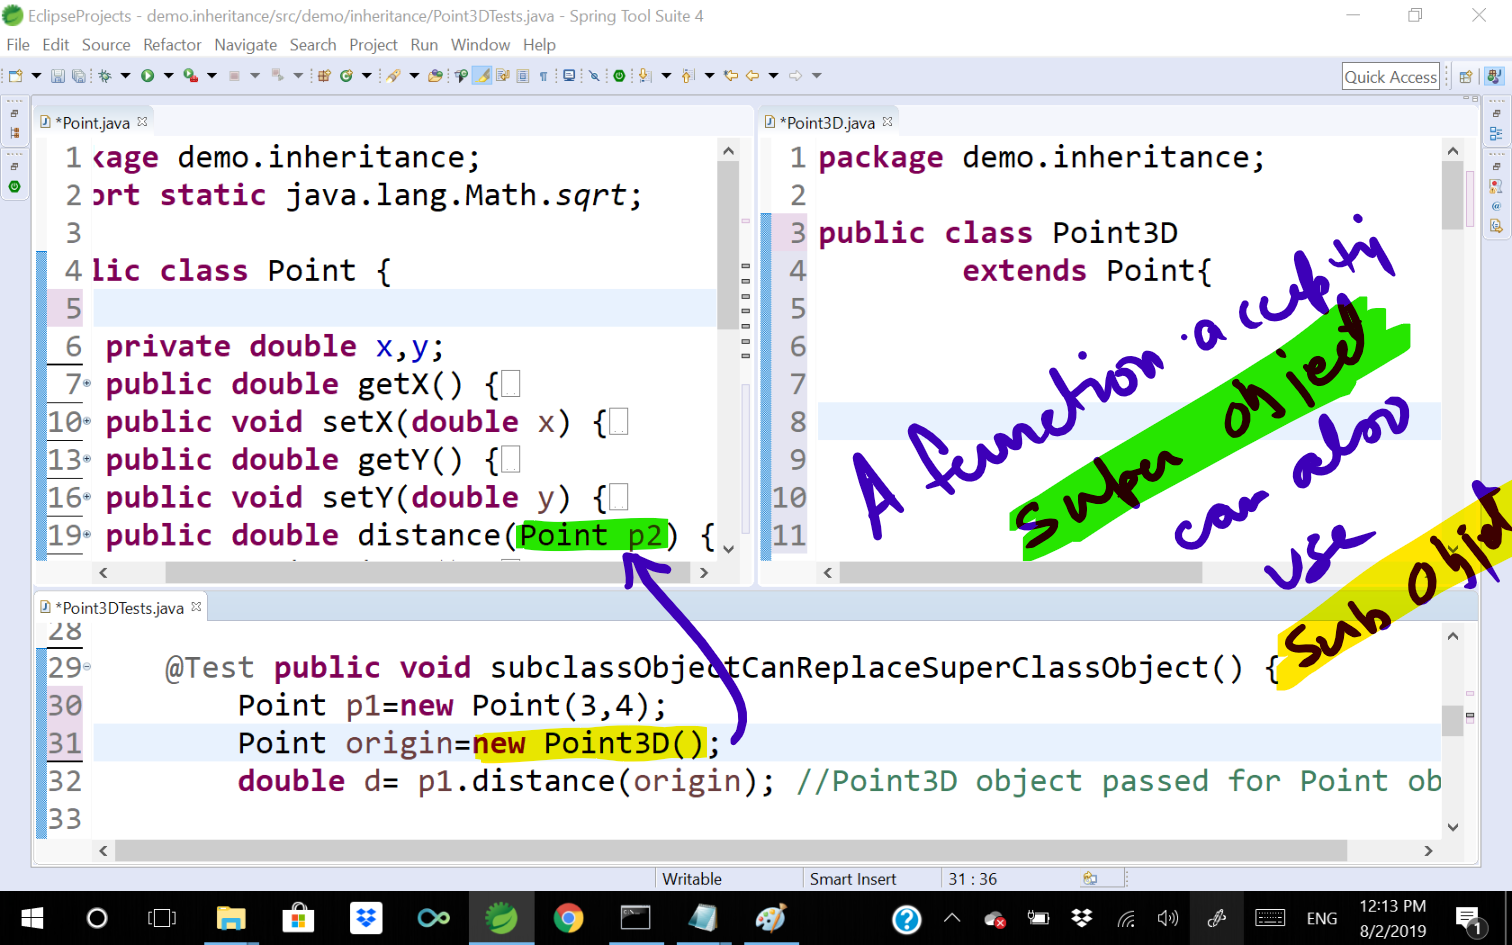 EclipseProjects - demo.inheritance/src/demo/inheritance/Point3DTests.java - Spring Tool Suite 4
File Edit Source Refactor Navigate Search Project Run Window Help
Quick Access
*Point.java
1 kage demo.inheritance;
2 ort static java.lang.Math.sqrt;
3
4 lic class Point {
5
6 private double x,y;
7 public double getX() {
10 public void setX(double x) {
13 public double getY() {
16 public void setY(double y) {
19 public double distance(Point p2) {
*Point3D.java
1 package demo.inheritance;
2
3 public class Point3D
4 extends Point{
5
6
7
8
9
10
11
A function accepting
super object
can also
use
sub object
*Point3DTests.java
28
29 @Test public void subclassObjectCanReplaceSuperClassObject() {
30 Point p1=new Point(3,4);
31 Point origin=new Point3D();
32 double d= p1.distance(origin); //Point3D object passed for Point ob
33
Writable Smart Insert 31 : 36
ENG
12:13 PM
8/2/2019
1